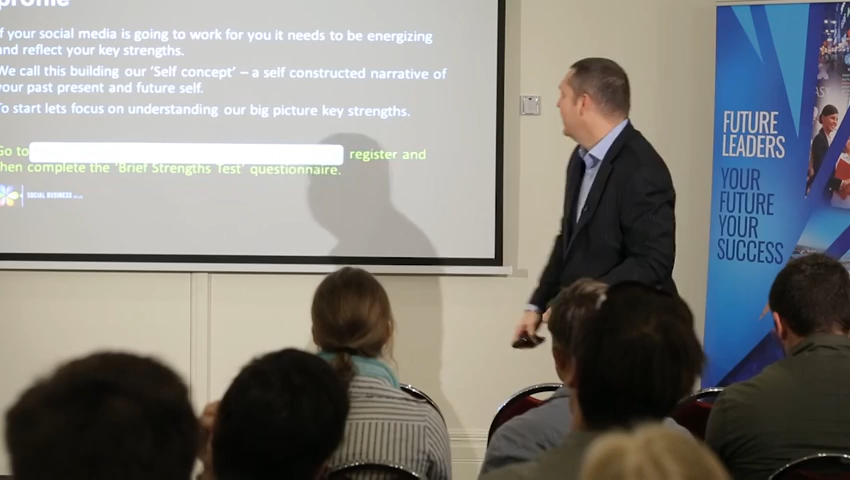 profile
f your social media is going to work for you it needs to be energizing
and reflect your key strengths.
We call this building our 'Self concept' – a self constructed narrative of
your past present and future self.
To start lets focus on understanding our big picture key strengths.
Go to register and
then complete the 'Brief Strengths Test' questionnaire.
SOCIAL BUSINESS
FUTURE
LEADERS
YOUR
FUTURE
YOUR
SUCCESS